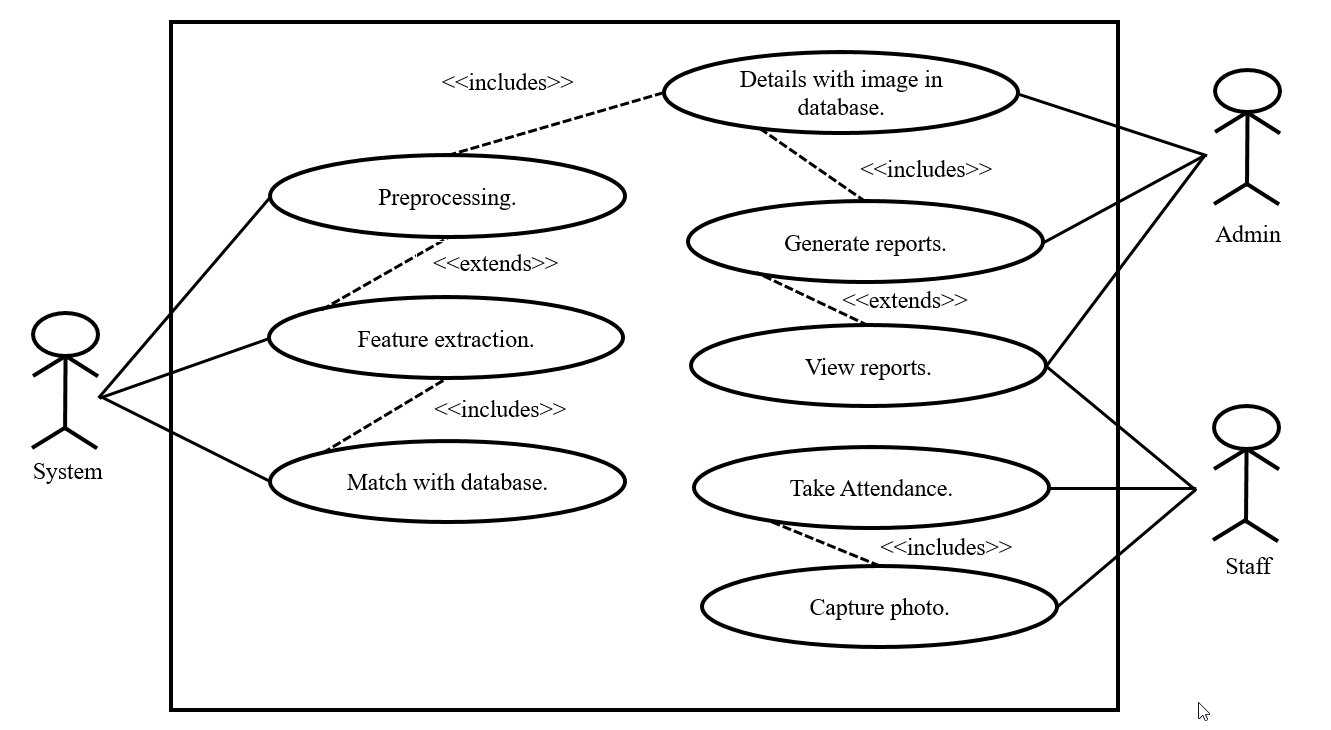 <<includes>>
Details with image in
database.
<<includes>>
Preprocessing.
Generate reports.
Admin
<<extends>>
<<extends>>
Feature extraction.
View reports.
<<includes>>
System
Match with database.
Take Attendance.
<<includes>>
Staff
Capture photo.